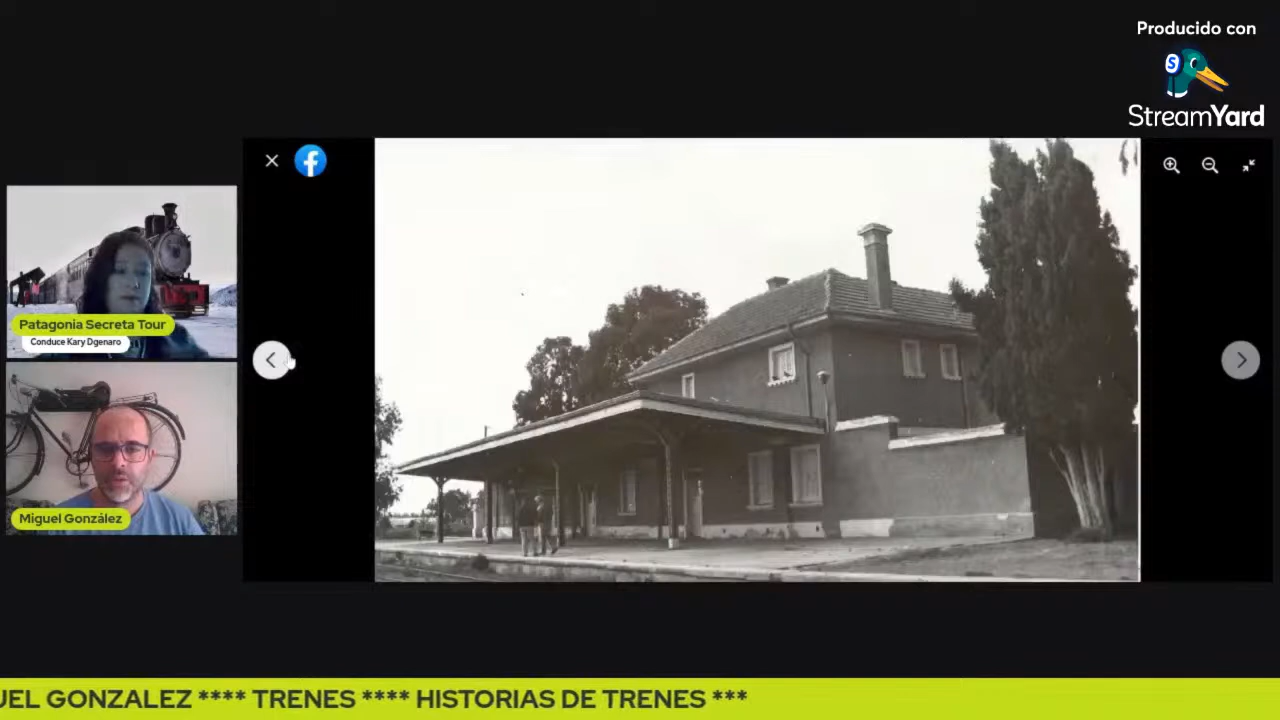 Producido con
StreamYard
Patagonia Secreta Tour
Conduce Kary Dgenaro
Miguel González
UEL GONZALEZ **** TRENES **** HISTORIAS DE TRENES ***